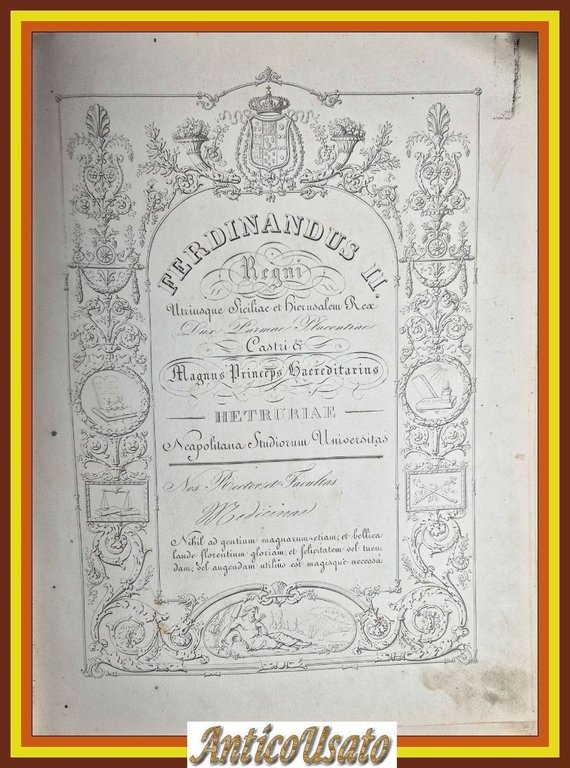 FERDINANDUS II.
Regni
Utriusque Siciliae et Hierusalem Rex
Dux Parmae Placentiae
Castri &
Magnus Princeps Haereditarius
HETRURIAE
Neapolitana Studiorum Universitas
Nos Rector et Facultas
Medicinae
Nihil ad gentium magnarum etiam, et bellica
laude florentium gloriam, et felicitatem vel tuen-
dam, vel augendam utilius est magisque necessa-
AnticoUsato